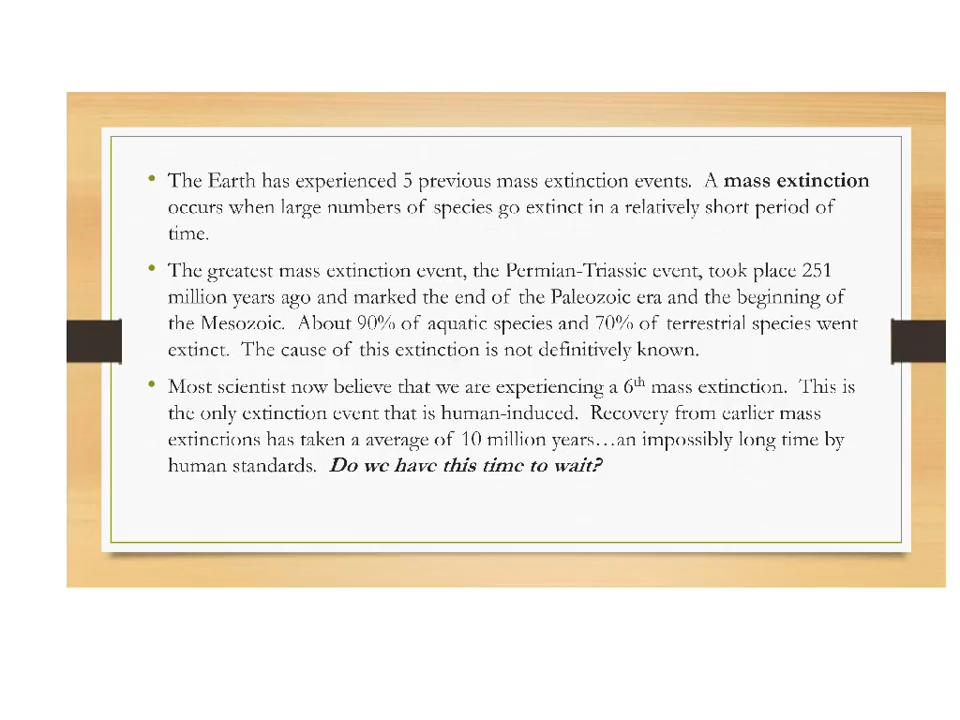 • The Earth has experienced 5 previous mass extinction events. A mass extinction
occurs when large numbers of species go extinct in a relatively short period of
time.
• The greatest mass extinction event, the Permian-Triassic event, took place 251
million years ago and marked the end of the Paleozoic era and the beginning of
the Mesozoic. About 90% of aquatic species and 70% of terrestrial species went
extinct. The cause of this extinction is not definitively known.
• Most scientist now believe that we are experiencing a 6th mass extinction. This is
the only extinction event that is human-induced. Recovery from earlier mass
extinctions has taken a average of 10 million years…an impossibly long time by
human standards. Do we have this time to wait?